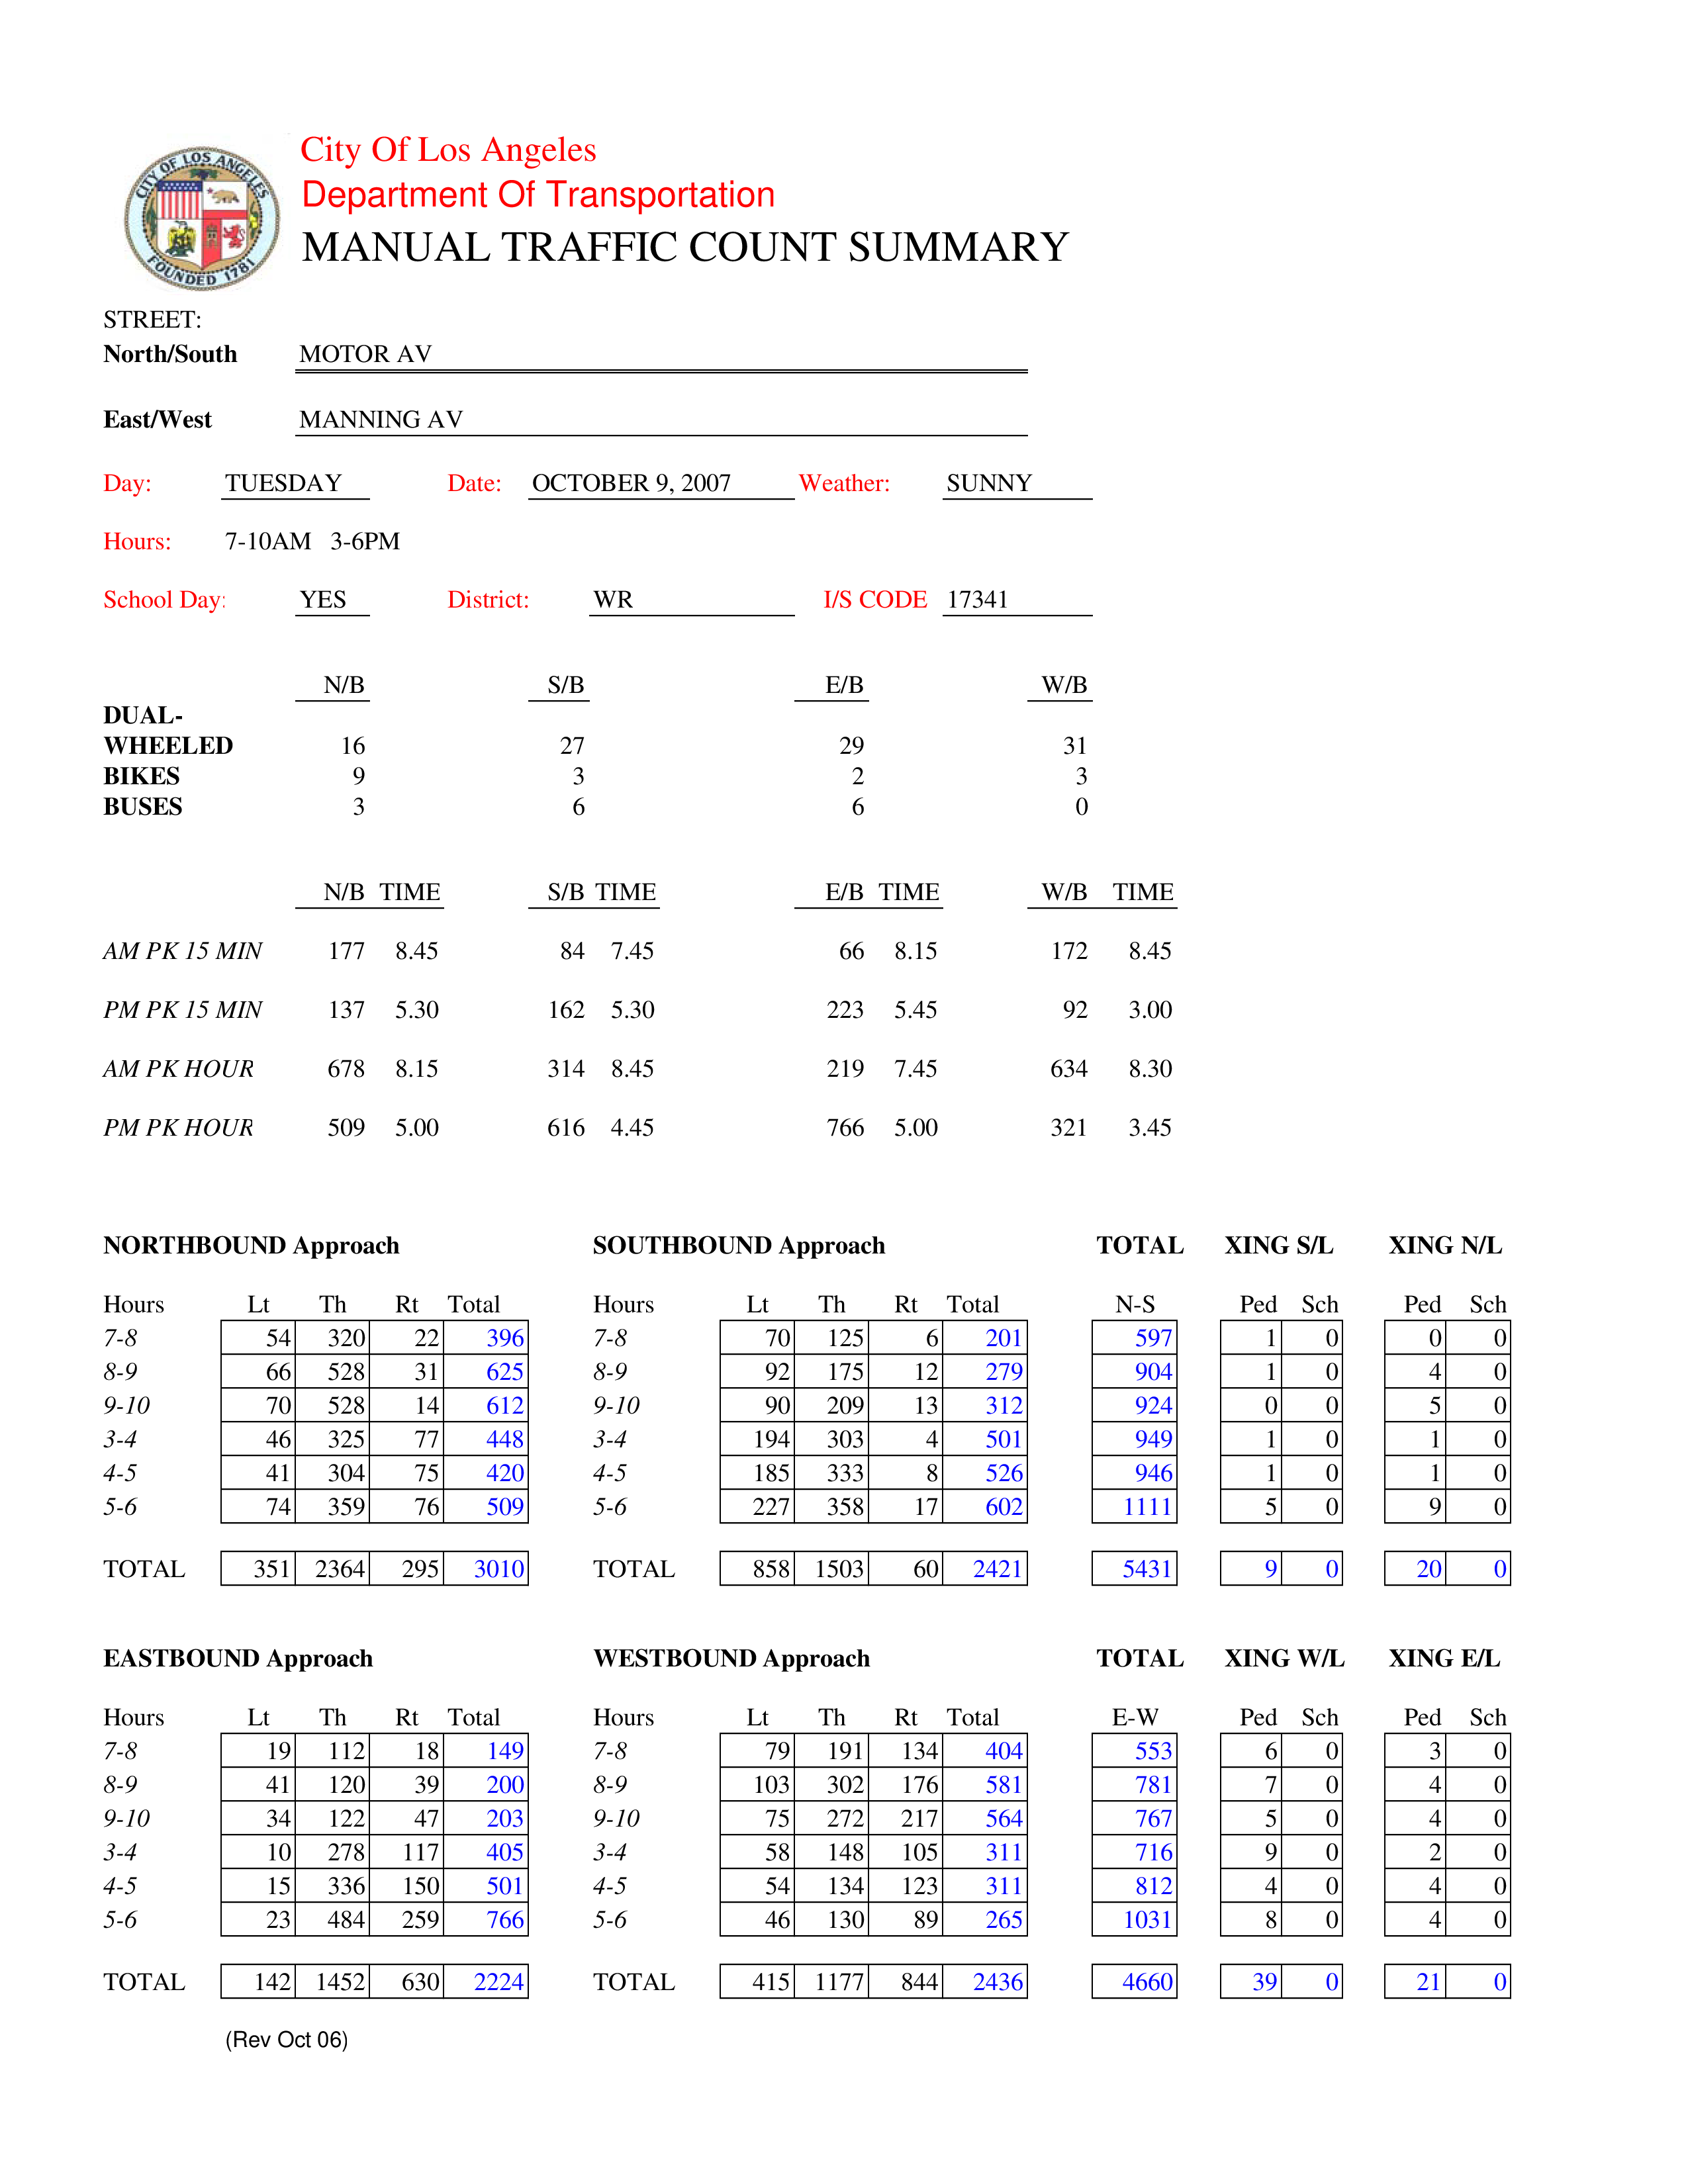 CITY OF LOS ANGELES
FOUNDED 1781
City Of Los Angeles
Department Of Transportation
MANUAL TRAFFIC COUNT SUMMARY
STREET:
North/South MOTOR AV
East/West MANNING AV
Day: TUESDAY Date: OCTOBER 9, 2007 Weather: SUNNY
Hours: 7-10AM 3-6PM
School Day: YES District: WR I/S CODE 17341
N/B S/B E/B W/B
DUAL-
WHEELED 16 27 29 31
BIKES 9 3 2 3
BUSES 3 6 6 0
N/B TIME S/B TIME E/B TIME W/B TIME
AM PK 15 MIN 177 8.45 84 7.45 66 8.15 172 8.45
PM PK 15 MIN 137 5.30 162 5.30 223 5.45 92 3.00
AM PK HOUR 678 8.15 314 8.45 219 7.45 634 8.30
PM PK HOUR 509 5.00 616 4.45 766 5.00 321 3.45
NORTHBOUND Approach SOUTHBOUND Approach TOTAL XING S/L XING N/L
Hours Lt Th Rt Total Hours Lt Th Rt Total N-S Ped Sch Ped Sch
7-8 54 320 22 396 7-8 70 125 6 201 597 1 0 0 0
8-9 66 528 31 625 8-9 92 175 12 279 904 1 0 4 0
9-10 70 528 14 612 9-10 90 209 13 312 924 0 0 5 0
3-4 46 325 77 448 3-4 194 303 4 501 949 1 0 1 0
4-5 41 304 75 420 4-5 185 333 8 526 946 1 0 1 0
5-6 74 359 76 509 5-6 227 358 17 602 1111 5 0 9 0
TOTAL 351 2364 295 3010 TOTAL 858 1503 60 2421 5431 9 0 20 0
EASTBOUND Approach WESTBOUND Approach TOTAL XING W/L XING E/L
Hours Lt Th Rt Total Hours Lt Th Rt Total E-W Ped Sch Ped Sch
7-8 19 112 18 149 7-8 79 191 134 404 553 6 0 3 0
8-9 41 120 39 200 8-9 103 302 176 581 781 7 0 4 0
9-10 34 122 47 203 9-10 75 272 217 564 767 5 0 4 0
3-4 10 278 117 405 3-4 58 148 105 311 716 9 0 2 0
4-5 15 336 150 501 4-5 54 134 123 311 812 4 0 4 0
5-6 23 484 259 766 5-6 46 130 89 265 1031 8 0 4 0
TOTAL 142 1452 630 2224 TOTAL 415 1177 844 2436 4660 39 0 21 0
(Rev Oct 06)